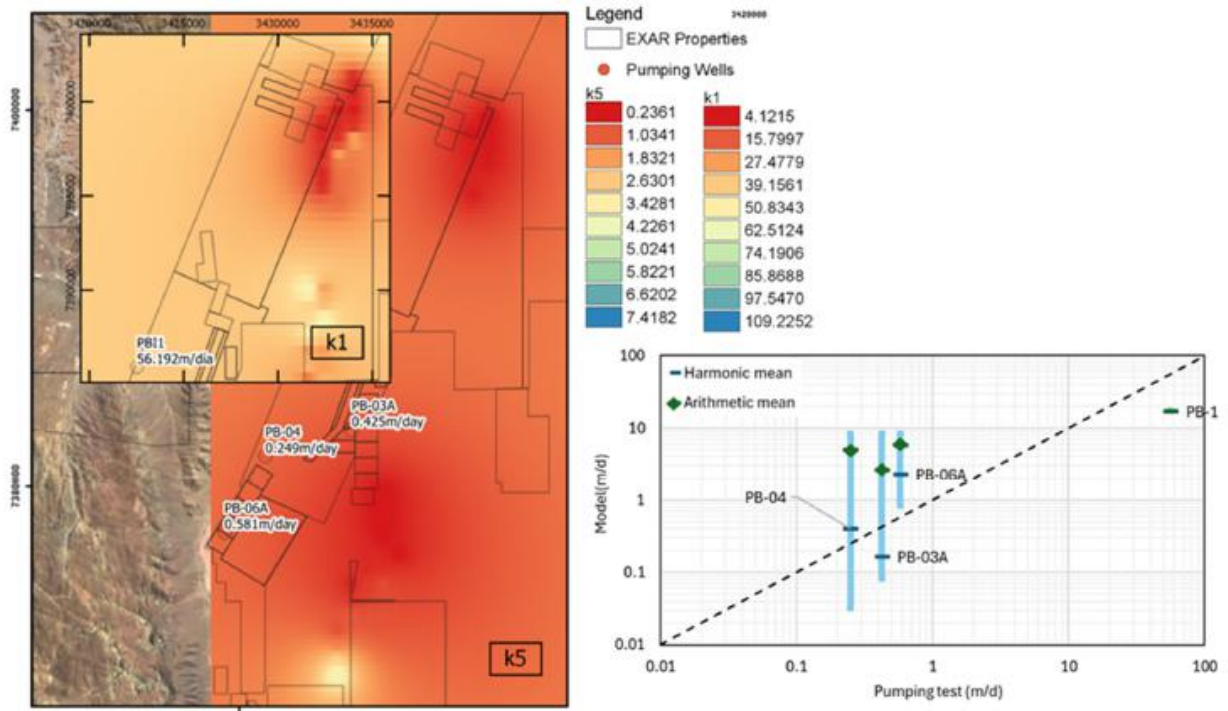 3420000 3425000 3430000 3435000
7400000
7395000
7390000
PBI1
56.192m/dia
k1
7400000
7380000
PB-03A
0.425m/day
PB-04
0.249m/day
PB-06A
0.581m/day
k5
Legend
3420000
EXAR Properties
Pumping Wells
k5
0.2361
1.0341
1.8321
2.6301
3.4281
4.2261
5.0241
5.8221
6.6202
7.4182
k1
4.1215
15.7997
27.4779
39.1561
50.8343
62.5124
74.1906
85.8688
97.5470
109.2252
100
10
1
0.1
0.01
Model(m/d)
Harmonic mean
Arithmetic mean
PB-1
PB-06A
PB-04
PB-03A
0.01 0.1 1 10 100
Pumping test (m/d)